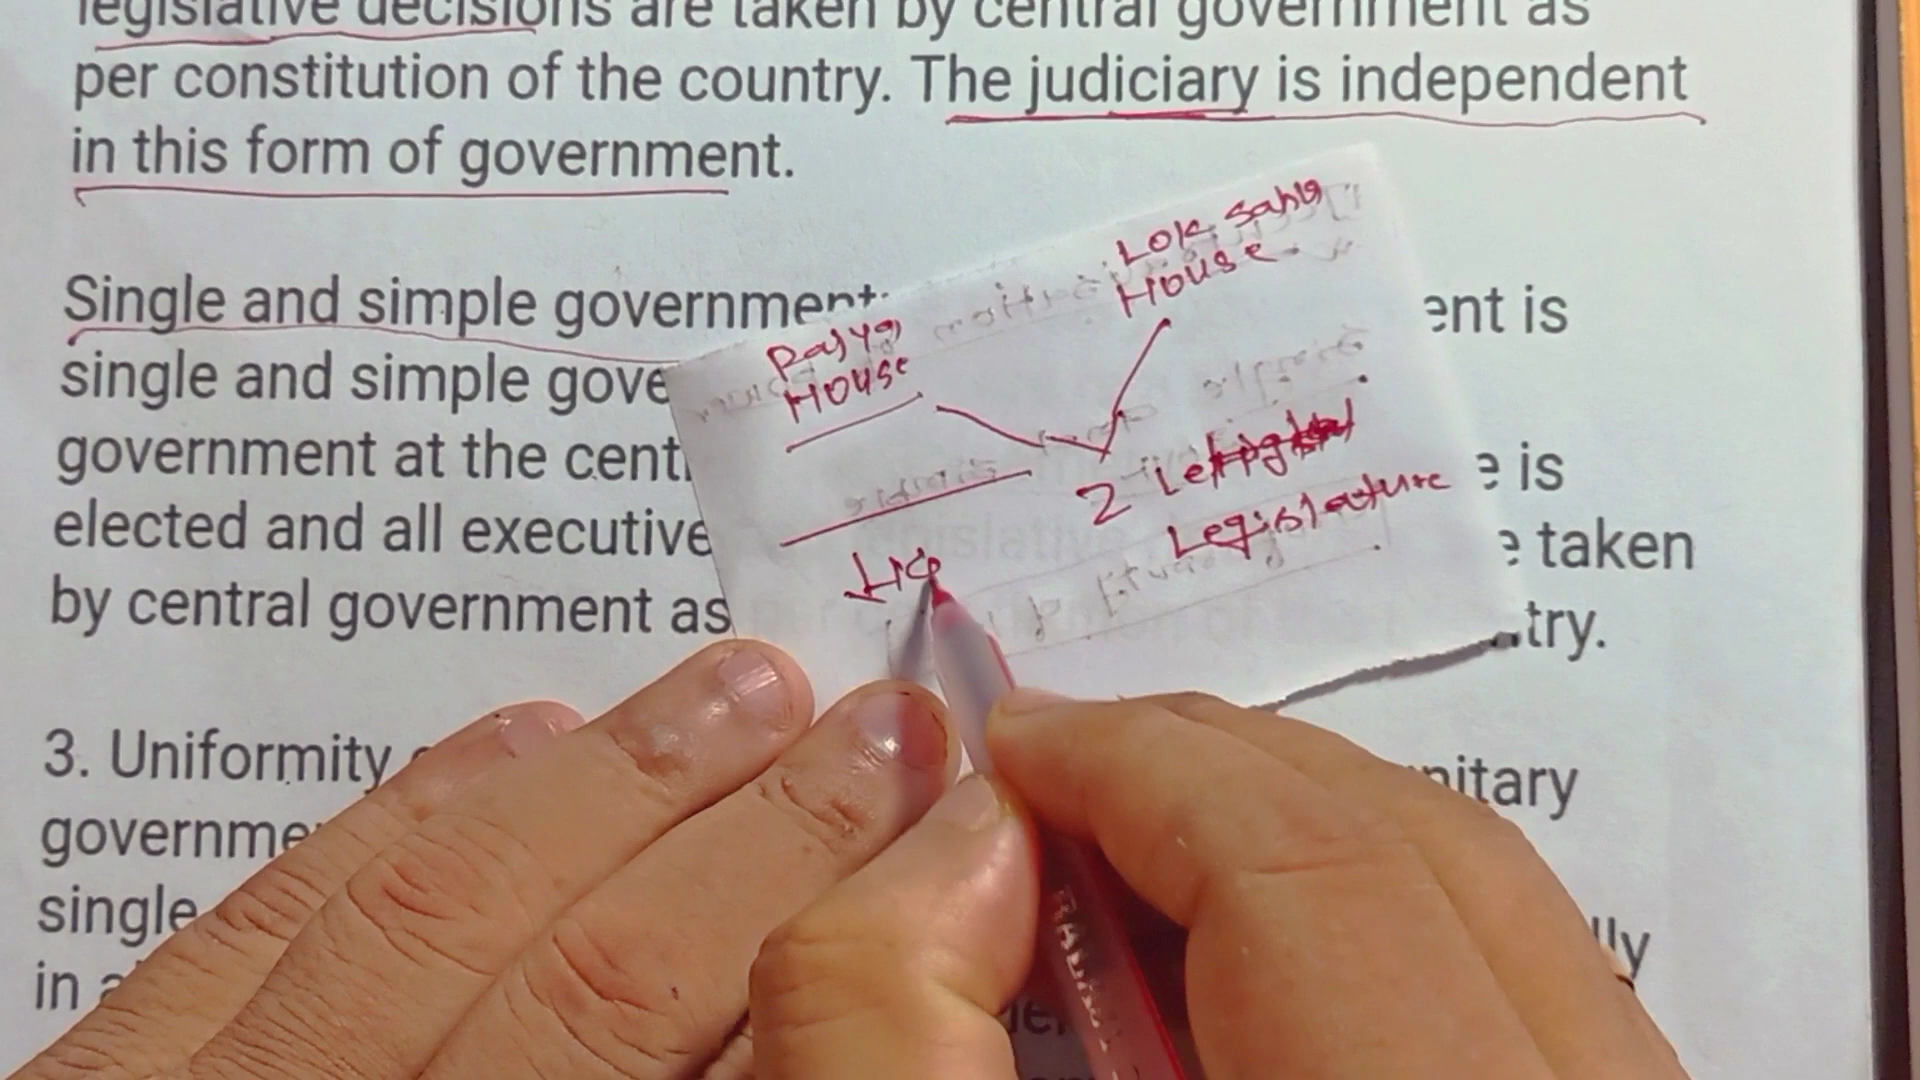 legislative decisions are taken by central government as
per constitution of the country. The judiciary is independent
in this form of government.
Lok Sabha
House
Rajya
House
Single and simple government: ent is
single and simple gove
2
Legislature
government at the cent e is
elected and all executive e taken
by central government as try.
3. Uniformity nitary
governme
single lly
in a